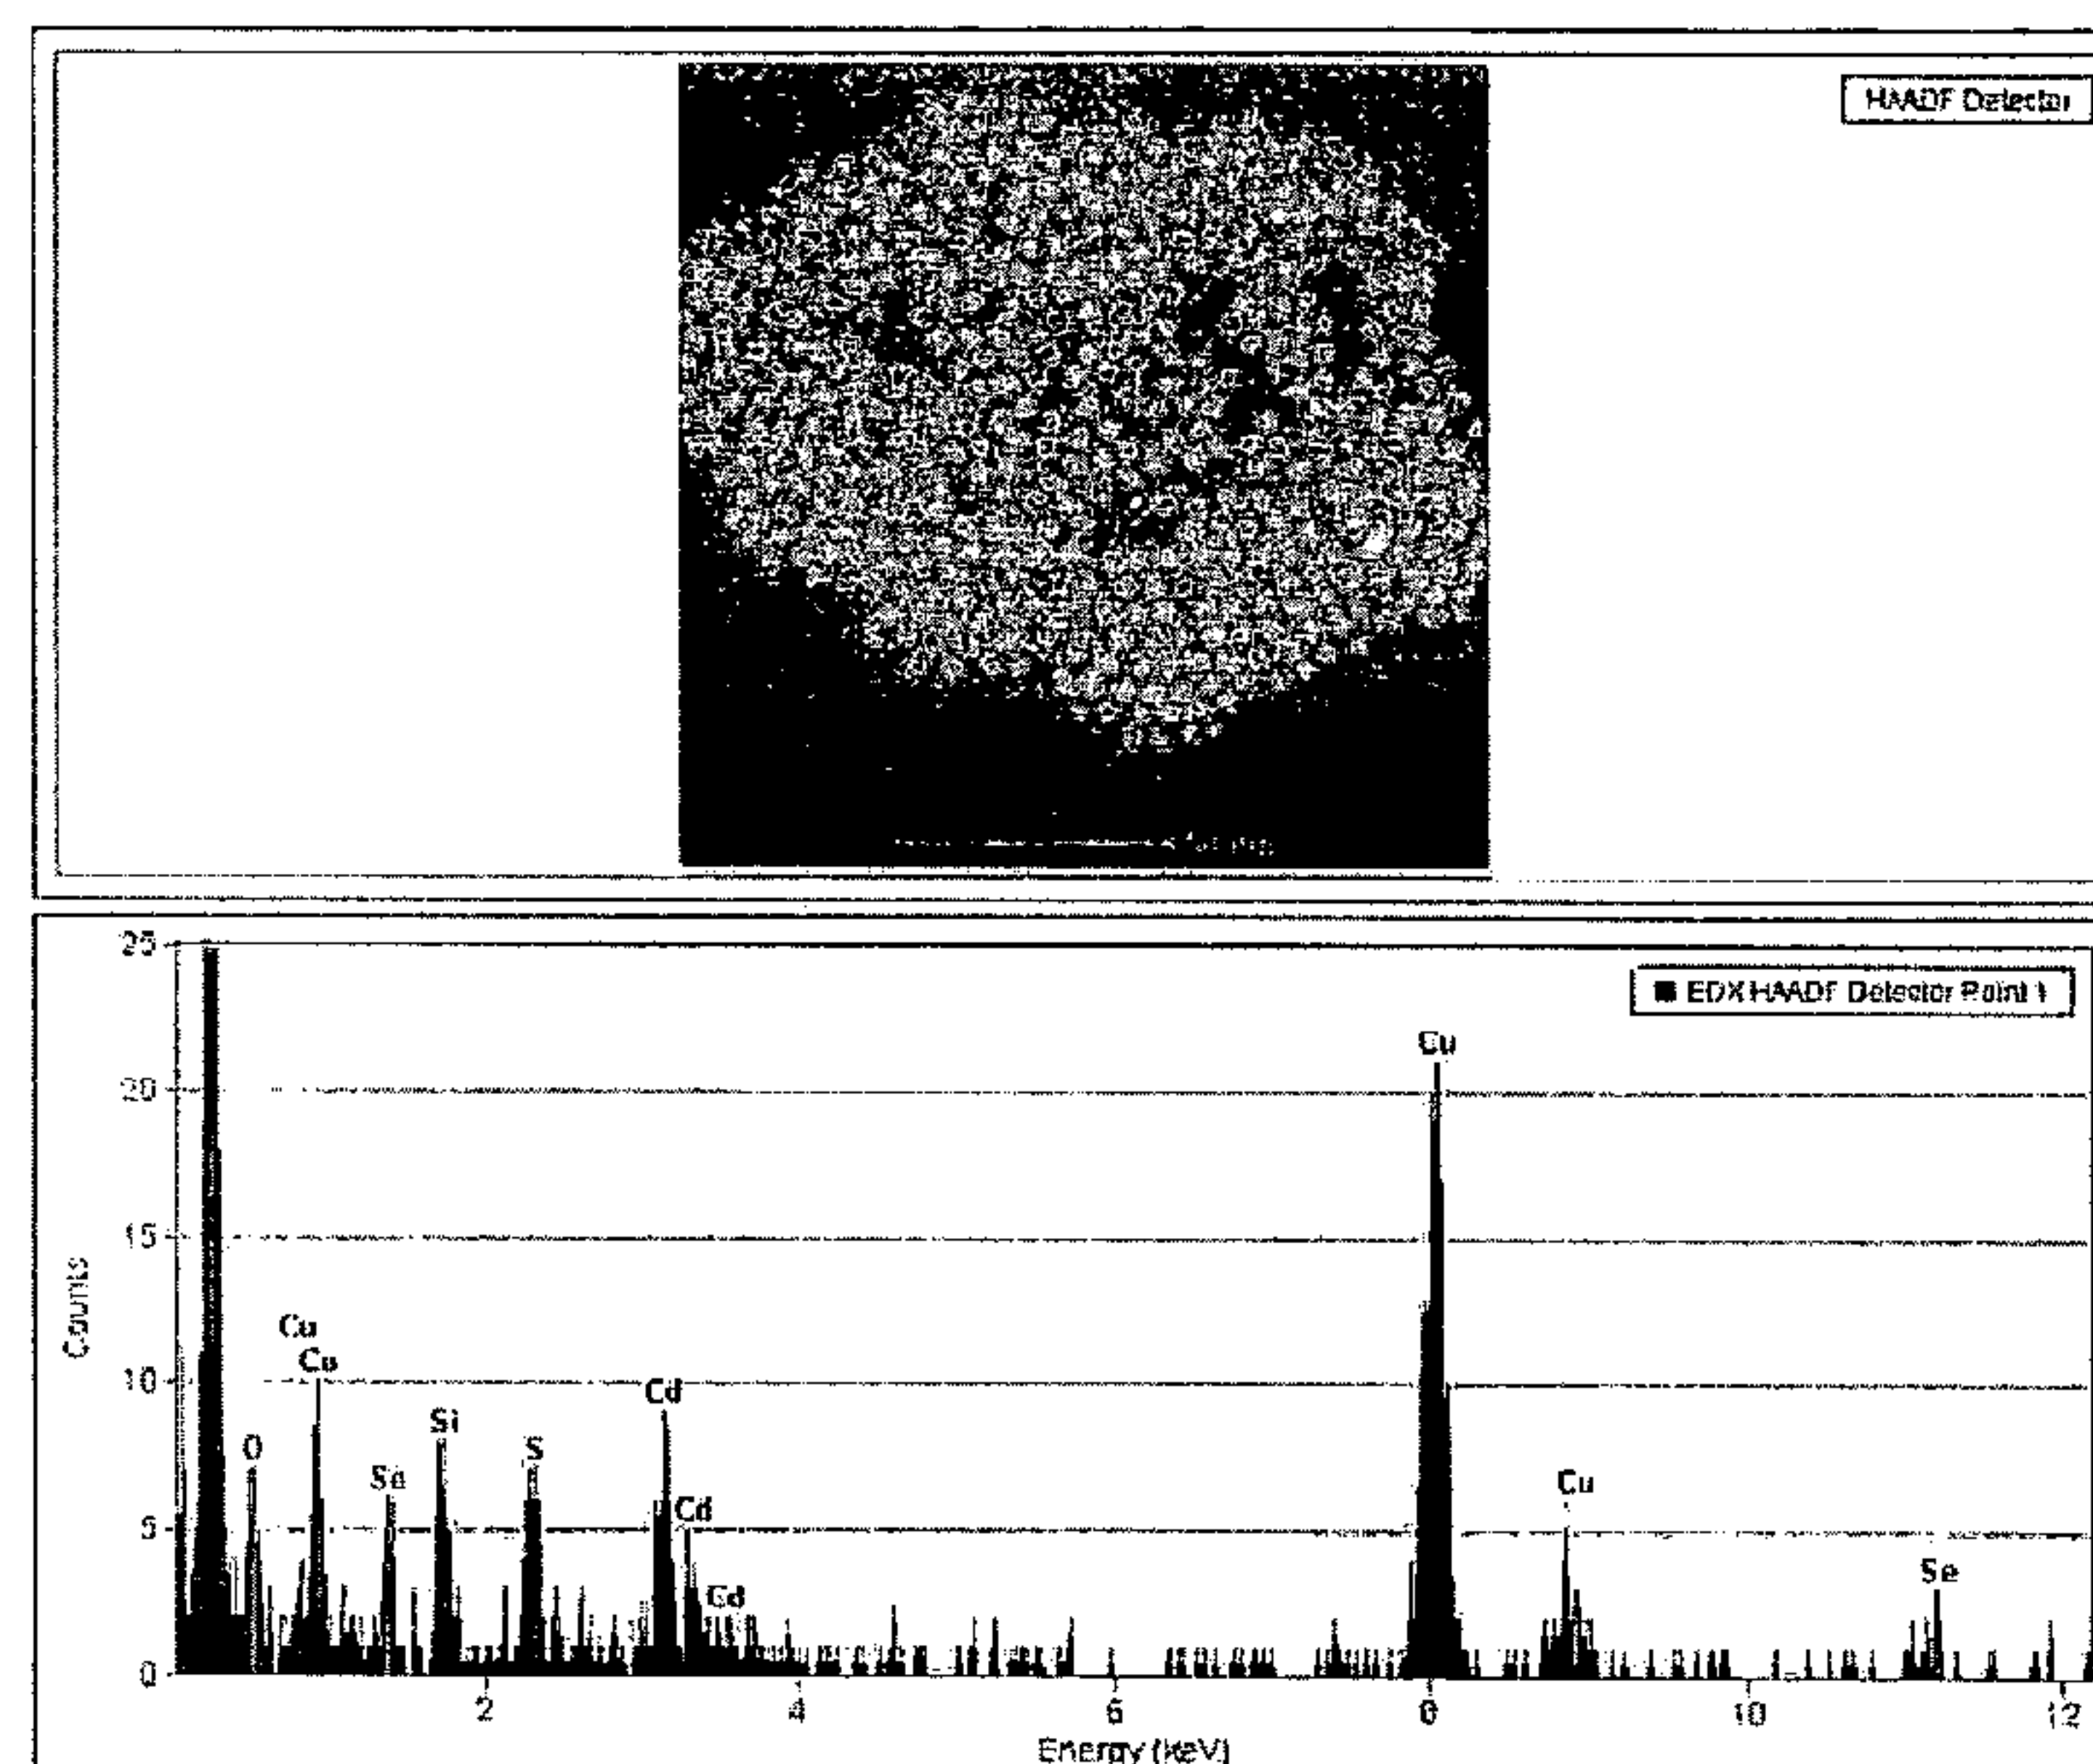 HAADF Detector
25
EDX HAADF Detector Point 1
Cu
20
15
Counts
Cu
Cu
10
Cd
Si
O
S
Se
Cu
Cd
5
Se
Cd
0
2
4
6
8
10
12
Energy (keV)